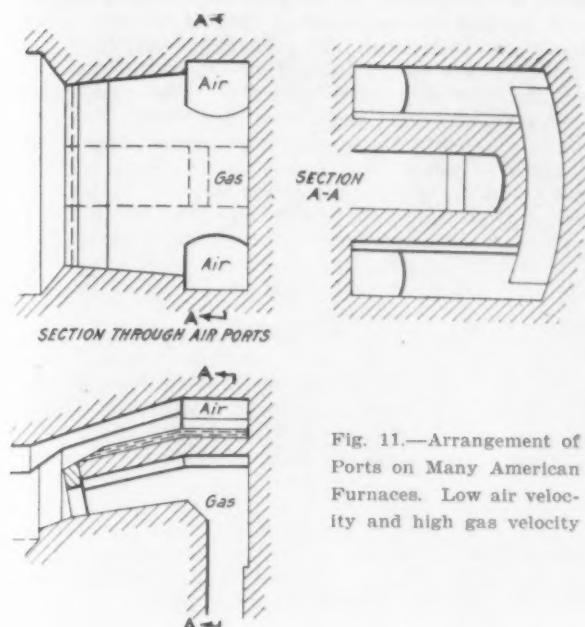 A
Air
Gas
Air
A
SECTION THROUGH AIR PORTS
SECTION
A-A
A
Air
Gas
A
Fig. 11.—Arrangement of
Ports on Many American
Furnaces. Low air veloc-
ity and high gas velocity